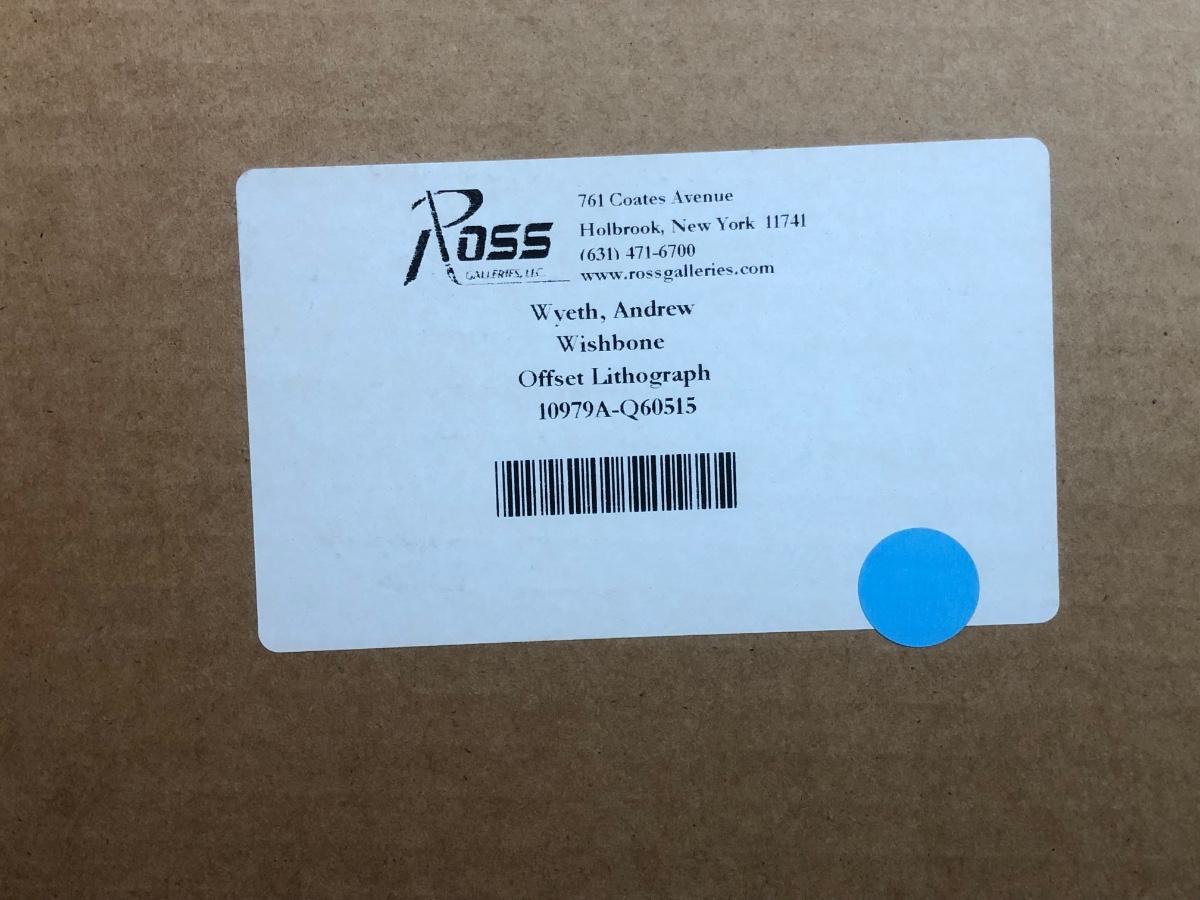 Ross
GALLERIES, LLC
761 Coates Avenue
Holbrook, New York 11741
(631) 471-6700
www.rossgalleries.com
Wyeth, Andrew
Wishbone
Offset Lithograph
10979A-Q60515